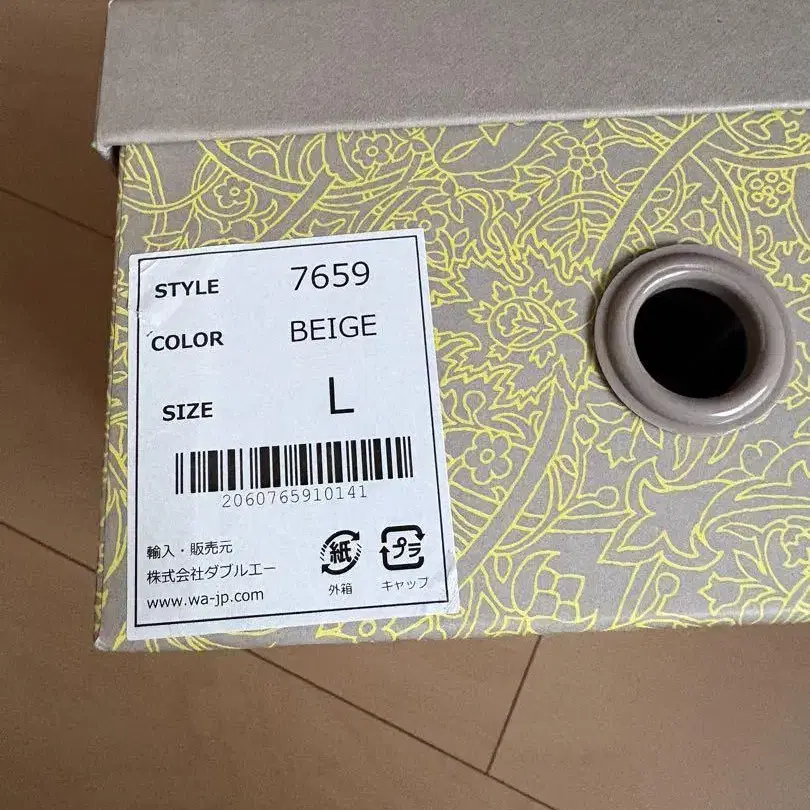 STYLE 7659
COLOR BEIGE
SIZE L
2060765910141
輸入・販売元
株式会社ダブルエー
www.wa-jp.com
紙
外箱
プラ
キャップ